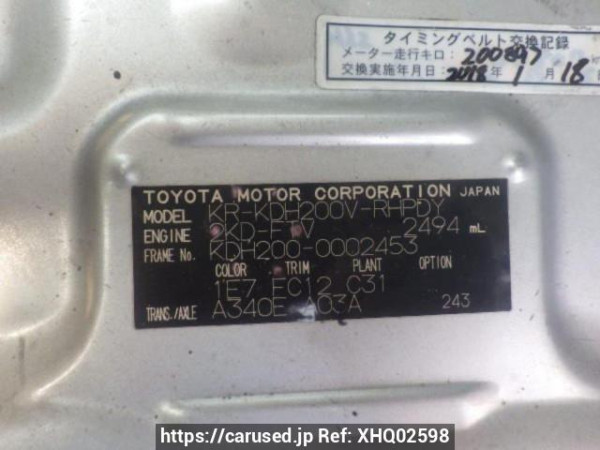 タイミングベルト交換記録
メーター走行キロ: 200897
交換実施年月日: 2018年 1月 18
TOYOTA MOTOR CORPORATION JAPAN
MODEL KR-KDH200V-RHPDY
ENGINE 2KD-F V 2494 mL
FRAME No. KDH200-0002453
COLOR TRIM PLANT OPTION
1E7 FC12 C31
TRANS./AXLE A340E A03A 243
https://carused.jp Ref: XHQ02598